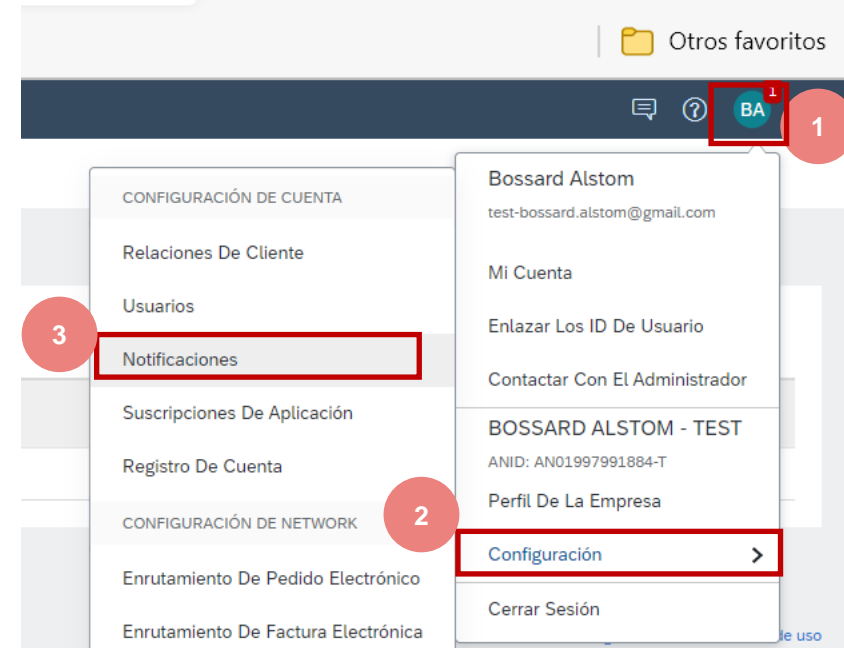 Otros favoritos
BA
1
1
Bossard Alstom
test-bossard.alstom@gmail.com
Mi Cuenta
Enlazar Los ID De Usuario
Contactar Con El Administrador
BOSSARD ALSTOM - TEST
ANID: AN01997991884-T
Perfil De La Empresa
2
Configuración
Cerrar Sesión
CONFIGURACIÓN DE CUENTA
Relaciones De Cliente
Usuarios
3
Notificaciones
Suscripciones De Aplicación
Registro De Cuenta
CONFIGURACIÓN DE NETWORK
Enrutamiento De Pedido Electrónico
Enrutamiento De Factura Electrónica
de uso